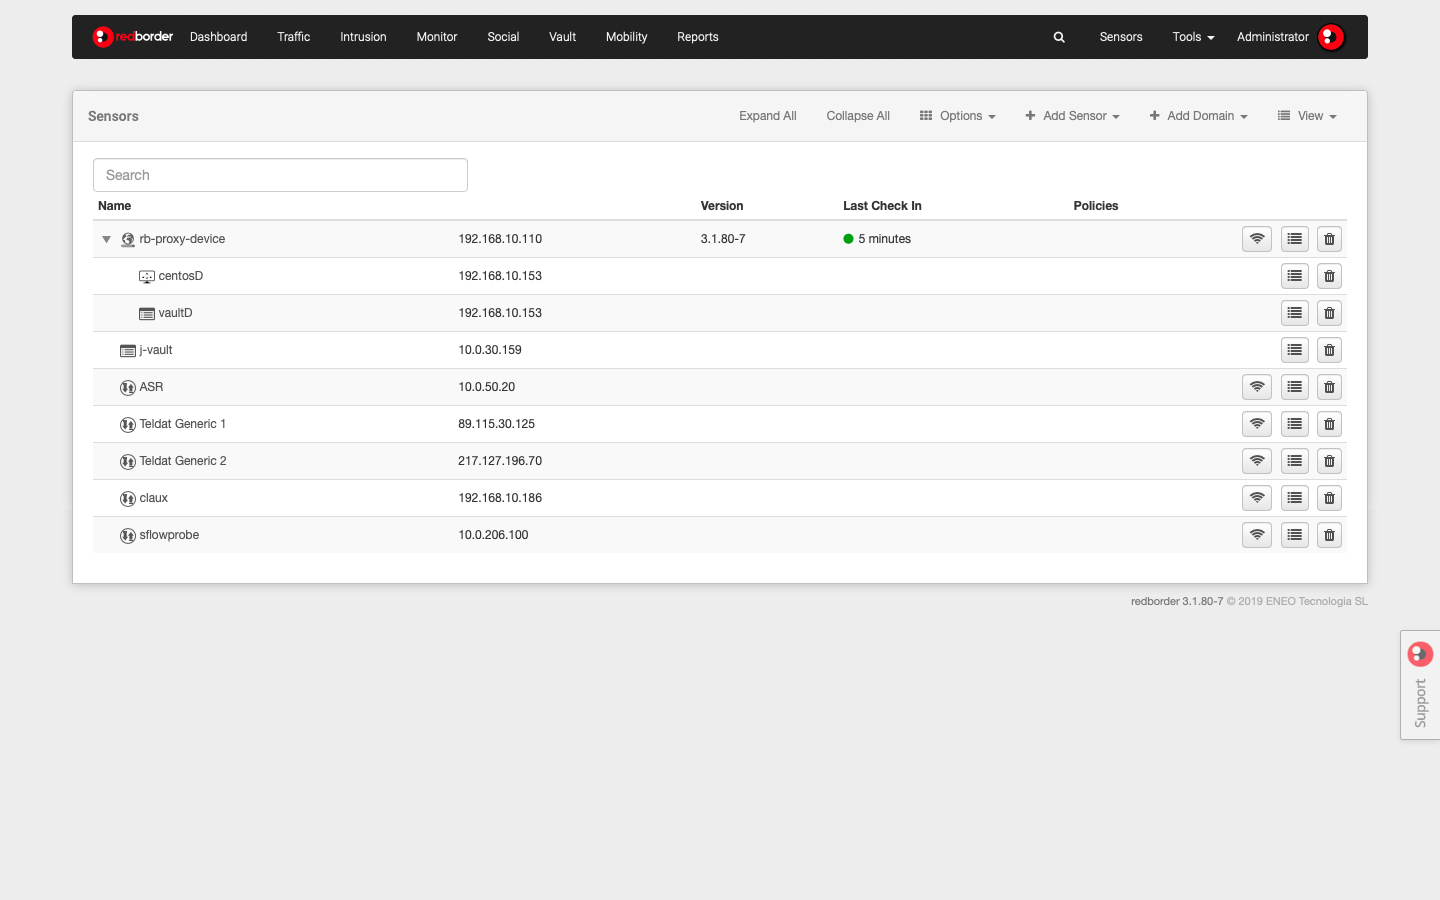 redborder Dashboard Traffic Intrusion Monitor Social Vault Mobility Reports Sensors Tools Administrator
Sensors Expand All Collapse All Options Add Sensor Add Domain View
Search
Name Version Last Check In Policies
rb-proxy-device 192.168.10.110 3.1.80-7 5 minutes
centosD 192.168.10.153
vaultD 192.168.10.153
j-vault 10.0.30.159
ASR 10.0.50.20
Teldat Generic 1 89.115.30.125
Teldat Generic 2 217.127.196.70
claux 192.168.10.186
sflowprobe 10.0.206.100
redborder 3.1.80-7 © 2019 ENEO Tecnologia SL
Support